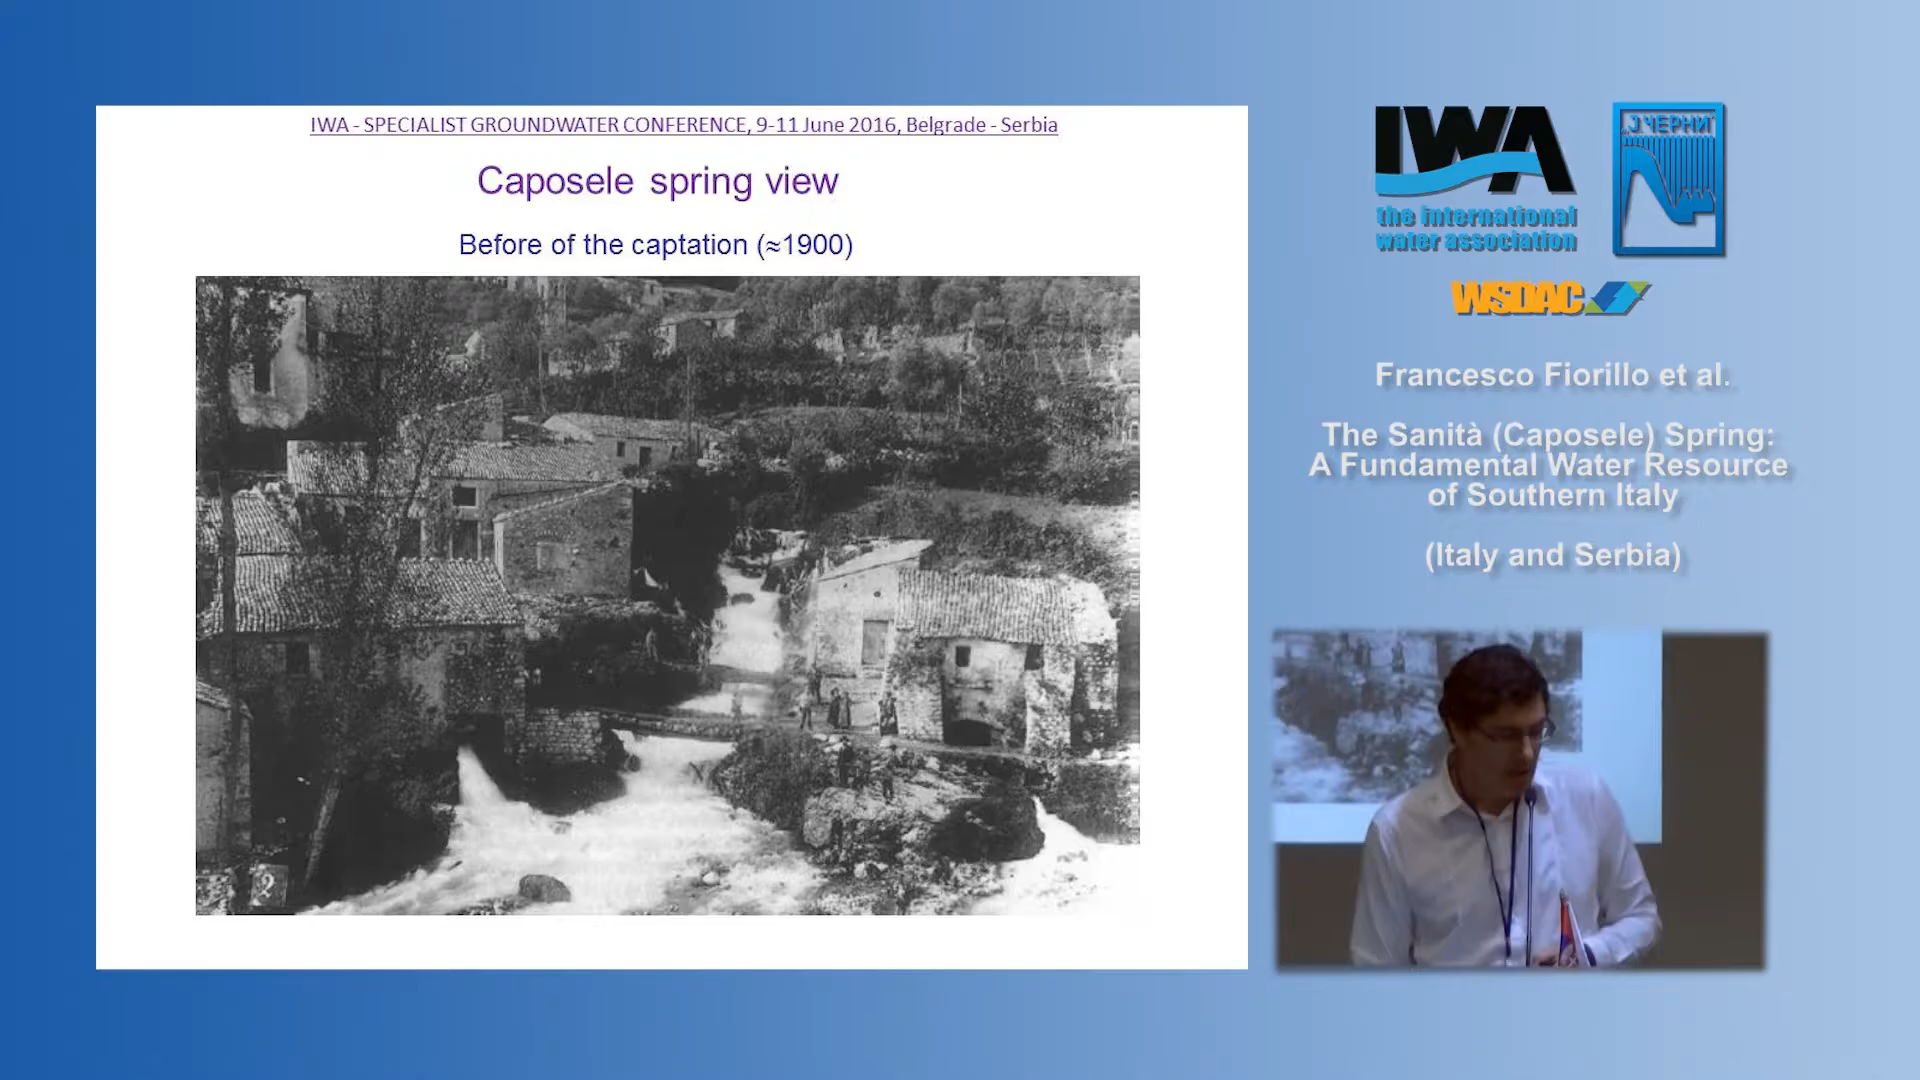 IWA - SPECIALIST GROUNDWATER CONFERENCE, 9-11 June 2016, Belgrade - Serbia
Caposele spring view
Before of the captation (≈1900)
2
IWA
the international
water association
"Ј.ЧЕРНИ"
WSDAC
Francesco Fiorillo et al.
The Sanità (Caposele) Spring:
A Fundamental Water Resource
of Southern Italy
(Italy and Serbia)